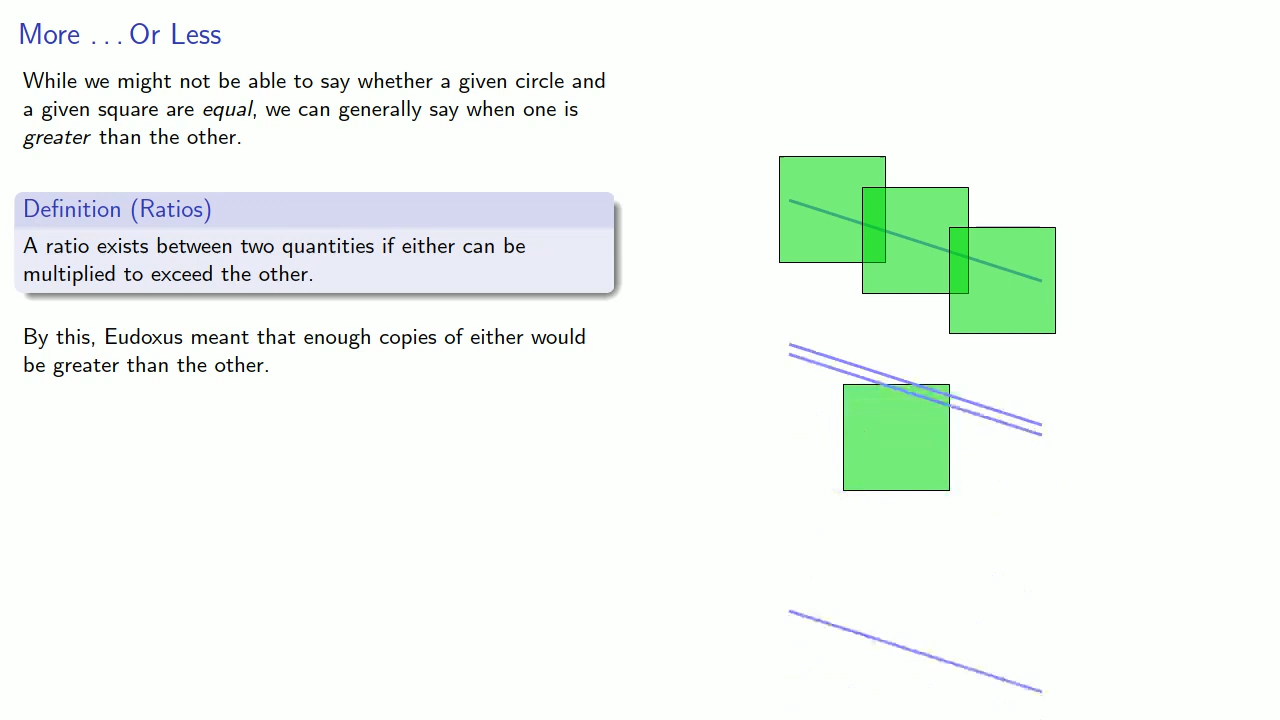 More ... Or Less
While we might not be able to say whether a given circle and
a given square are equal, we can generally say when one is
greater than the other.
Definition (Ratios)
A ratio exists between two quantities if either can be
multiplied to exceed the other.
By this, Eudoxus meant that enough copies of either would
be greater than the other.